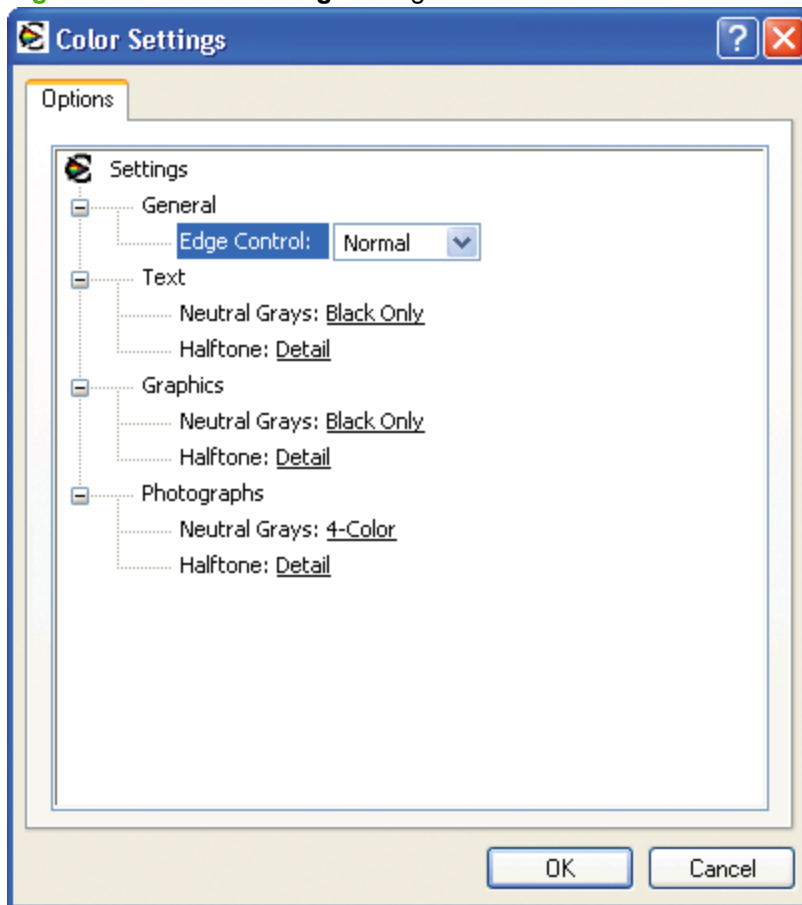 Color Settings
Options
Settings
General
Edge Control: Normal
Text
Neutral Grays: Black Only
Halftone: Detail
Graphics
Neutral Grays: Black Only
Halftone: Detail
Photographs
Neutral Grays: 4-Color
Halftone: Detail
OK Cancel